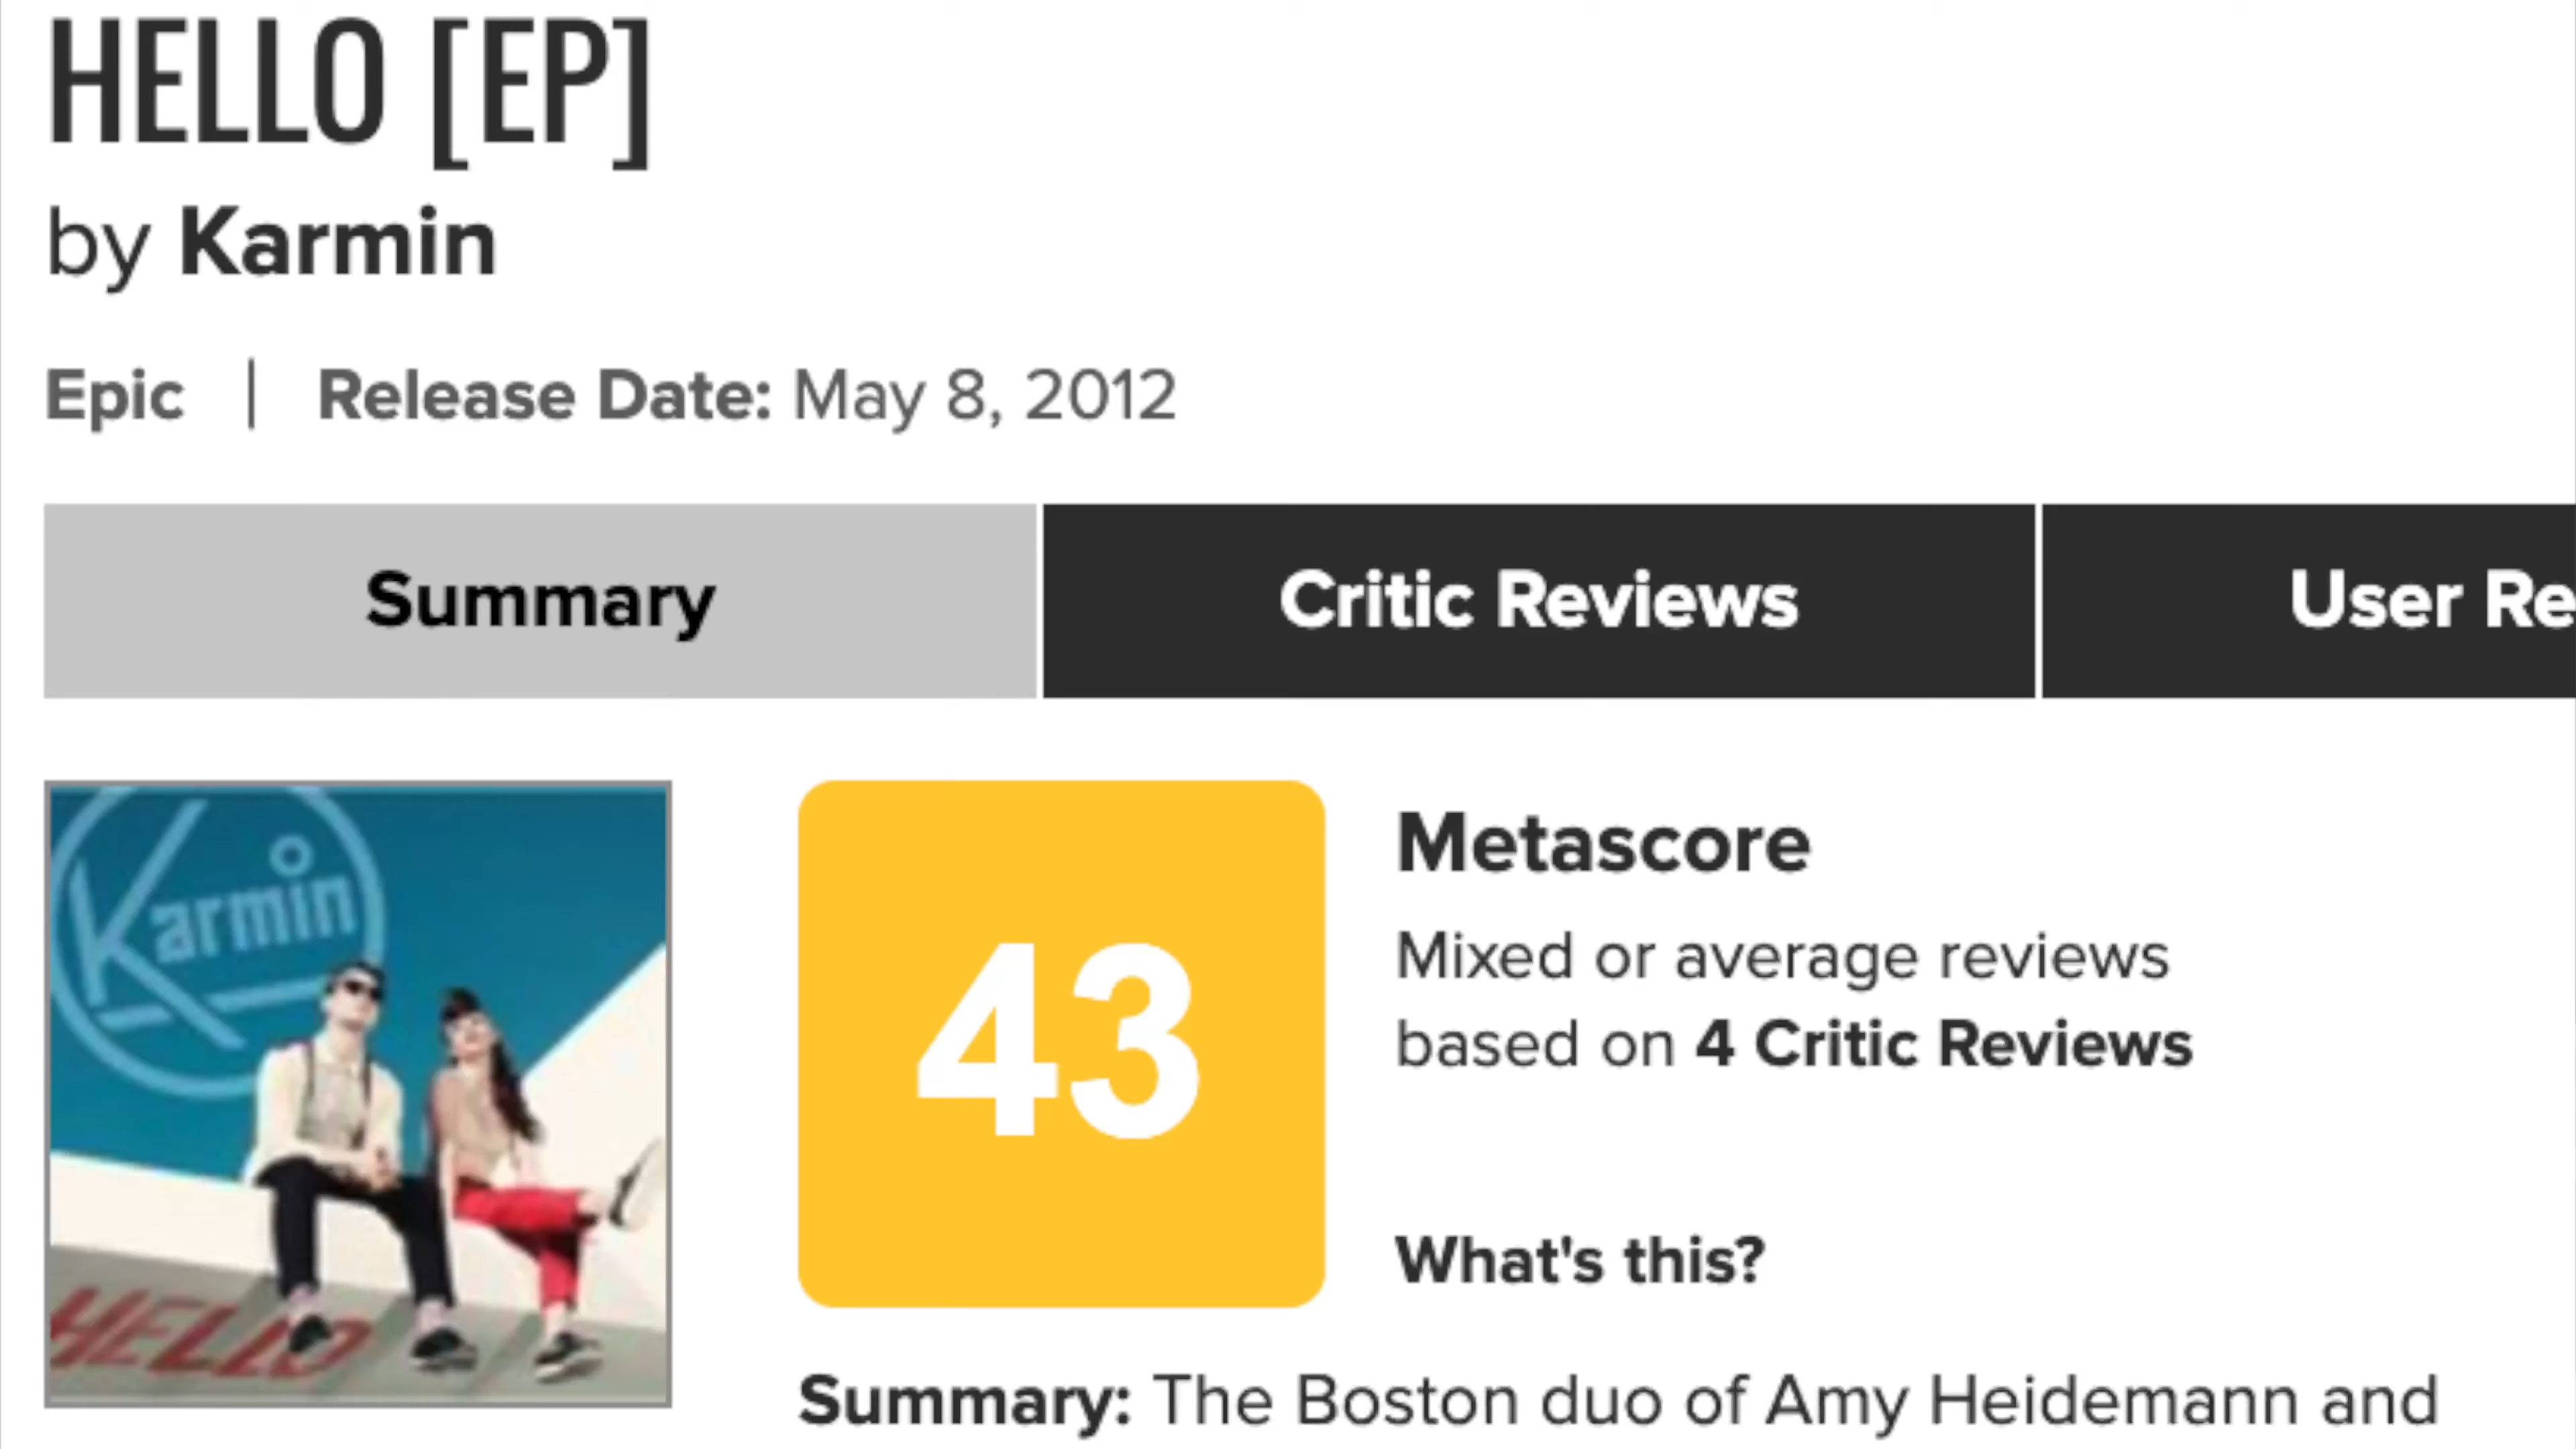 HELLO [EP]
by Karmin
Epic | Release Date: May 8, 2012
Summary
Critic Reviews
User Re
Karmin
HELLO
43
Metascore
Mixed or average reviews
based on 4 Critic Reviews
What's this?
Summary: The Boston duo of Amy Heidemann and